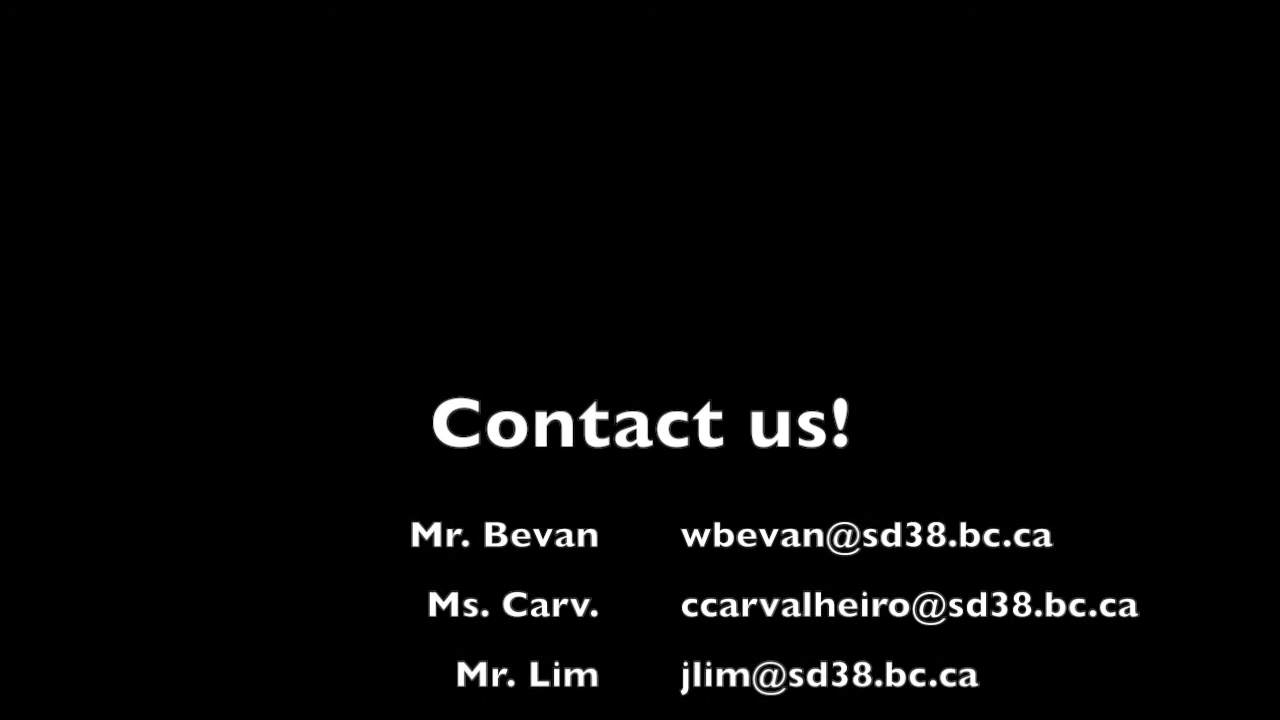 Contact us!
Mr. Bevan wbevan@sd38.bc.ca
Ms. Carv. ccarvalheiro@sd38.bc.ca
Mr. Lim jlim@sd38.bc.ca